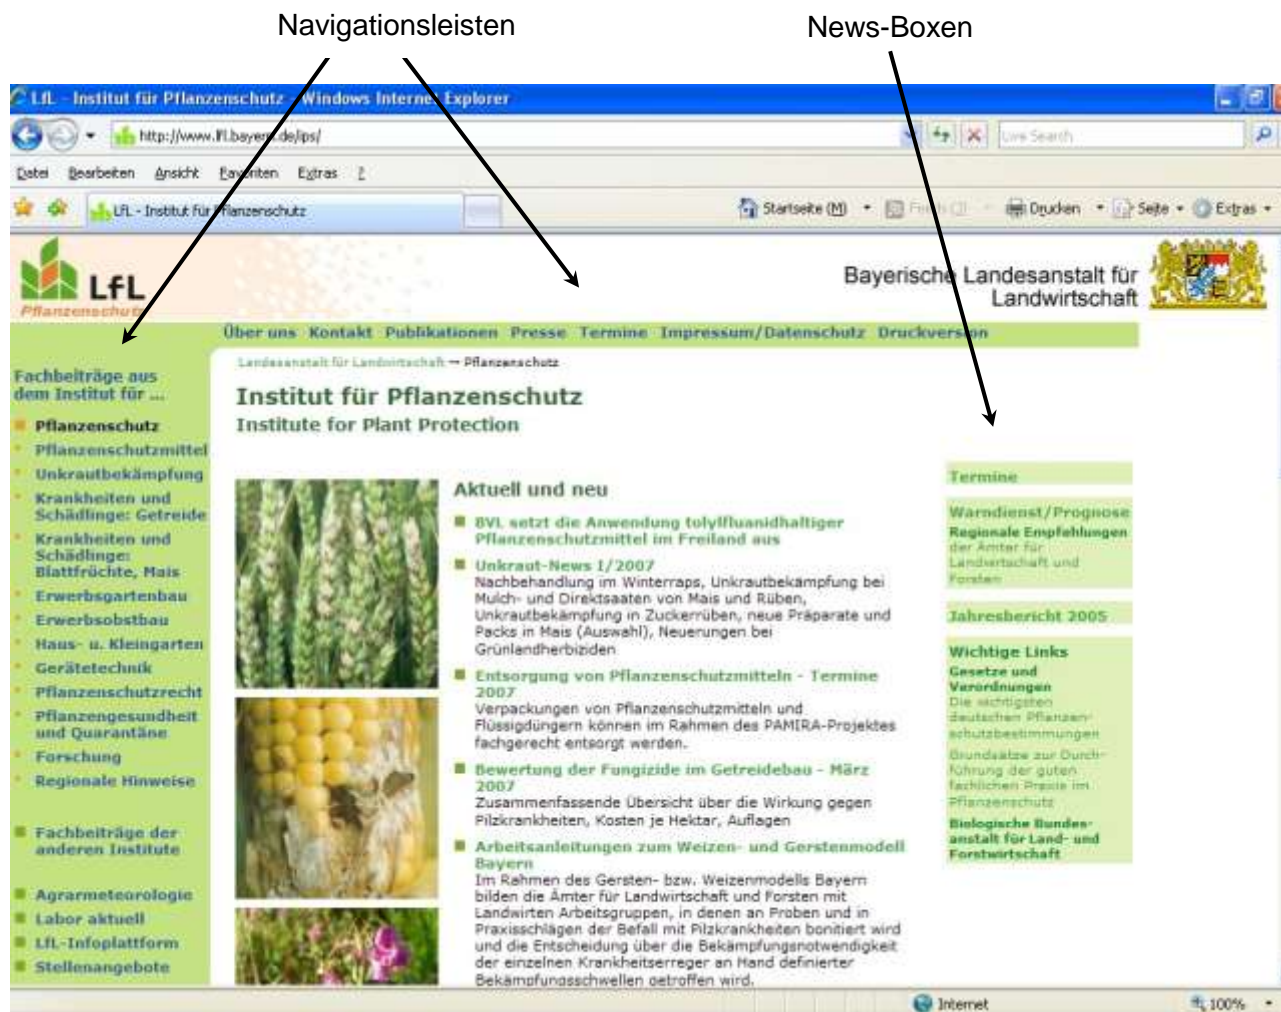 Navigationsleisten
News-Boxen
LfL - Institut für Pflanzenschutz - Windows Internet Explorer
http://www.lfl.bayern.de/ips/
Live Search
Datei Bearbeiten Ansicht Favoriten Extras ?
LfL - Institut für Pflanzenschutz
Startseite (M)
Drucken
Seite
Extras
LfL
Pflanzenschutz
Bayerische Landesanstalt für
Landwirtschaft
Über uns Kontakt Publikationen Presse Termine Impressum/Datenschutz Druckversion
Landesanstalt für Landwirtschaft → Pflanzenschutz
Fachbeiträge aus
dem Institut für ...
Pflanzenschutz
Pflanzenschutzmittel
Unkrautbekämpfung
Krankheiten und
Schädlinge: Getreide
Krankheiten und
Schädlinge:
Blattfrüchte, Mais
Erwerbsgartenbau
Erwerbsobstbau
Haus- u. Kleingarten
Gerätetechnik
Pflanzenschutzrecht
Pflanzengesundheit
und Quarantäne
Forschung
Regionale Hinweise
Fachbeiträge der
anderen Institute
Agrarmeteorologie
Labor aktuell
LfL-Infoplattform
Stellenangebote
Institut für Pflanzenschutz
Institute for Plant Protection
Aktuell und neu
BVL setzt die Anwendung tolylfluanidhaltiger
Pflanzenschutzmittel im Freiland aus
Unkraut-News 1/2007
Nachbehandlung im Winterraps, Unkrautbekämpfung bei
Mulch- und Direktsaaten von Mais und Rüben,
Unkrautbekämpfung in Zuckerrüben, neue Präparate und
Packs in Mais (Auswahl), Neuerungen bei
Grünlandherbiziden
Entsorgung von Pflanzenschutzmitteln - Termine
2007
Verpackungen von Pflanzenschutzmitteln und
Flüssigdüngern können im Rahmen des PAMIRA-Projektes
fachgerecht entsorgt werden.
Bewertung der Fungizide im Getreidebau - März
2007
Zusammenfassende Übersicht über die Wirkung gegen
Pilzkrankheiten, Kosten je Hektar, Auflagen
Arbeitsanleitungen zum Weizen- und Gerstenmodell
Bayern
Im Rahmen des Gersten- bzw. Weizenmodells Bayern
bilden die Ämter für Landwirtschaft und Forsten mit
Landwirten Arbeitsgruppen, in denen an Proben und in
Praxisschlägen der Befall mit Pilzkrankheiten bonitiert wird
und die Entscheidung über die Bekämpfungsnotwendigkeit
der einzelnen Krankheitserreger an Hand definierter
Bekämpfungsschwellen getroffen wird.
Termine
Warndienst/Prognose
Regionale Empfehlungen
der Ämter für
Landwirtschaft und
Forsten
Jahresbericht 2005
Wichtige Links
Gesetze und
Verordnungen
Die wichtigsten
deutschen Pflanzen-
schutzbestimmungen
Grundsätze zur Durch-
führung der guten
fachlichen Praxis im
Pflanzenschutz
Biologische Bundes-
anstalt für Land- und
Forstwirtschaft
Internet
100%